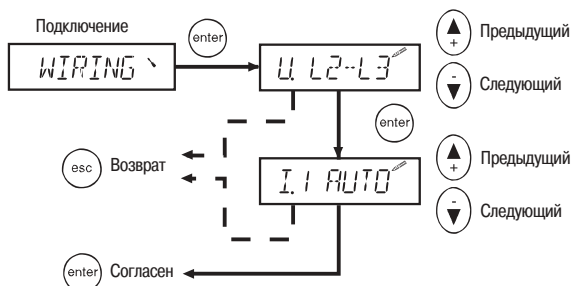 Подключение
enter
WIRING
U. L2-L3
+
Предыдущий
-
Следующий
enter
esc
Возврат
I.1 AUTO
+
Предыдущий
-
Следующий
enter
Согласен